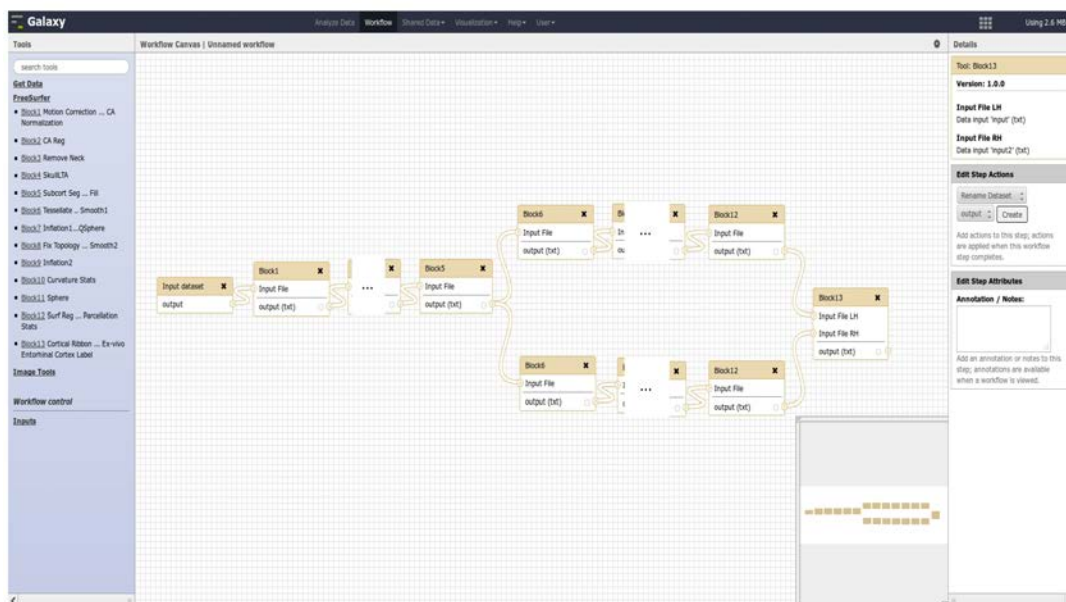 Galaxy
Analyze Data Workflow Shared Data Visualization Help User
Using 2.6 MB
Tools
search tools
Get Data
FreeSurfer
Block1 Motion Correction ... CA
Normalization
Block2 CA Reg
Block3 Remove Neck
Block4 SkullLTA
Block5 Subcort Seg ... Fill
Block6 Tessellate .. Smooth1
Block7 Inflation1...QSphere
Block8 Fix Topology ... Smooth2
Block9 Inflation2
Block10 Curvature Stats
Block11 Sphere
Block12 Surf Reg ... Parcellation
Stats
Block13 Cortical Ribbon ... Ex-vivo
Entorhinal Cortex Label
Image Tools
Workflow control
Inputs
Workflow Canvas | Unnamed workflow
Input dataset
output
Block1
Input File
output (txt)
...
Block5
Input File
output (txt)
Block6
Input File
output (txt)
...
Block12
Input File
output (txt)
Block6
Input File
output (txt)
...
Block12
Input File
output (txt)
Block13
Input File LH
Input File RH
output (txt)
Details
Tool: Block13
Version: 1.0.0
Input File LH
Data input 'input' (txt)
Input File RH
Data input 'input2' (txt)
Edit Step Actions
Rename Dataset
output Create
Add actions to this step; actions
are applied when this workflow
step completes.
Edit Step Attributes
Annotation / Notes:
Add an annotation or notes to this
step; annotations are available
when a workflow is viewed.